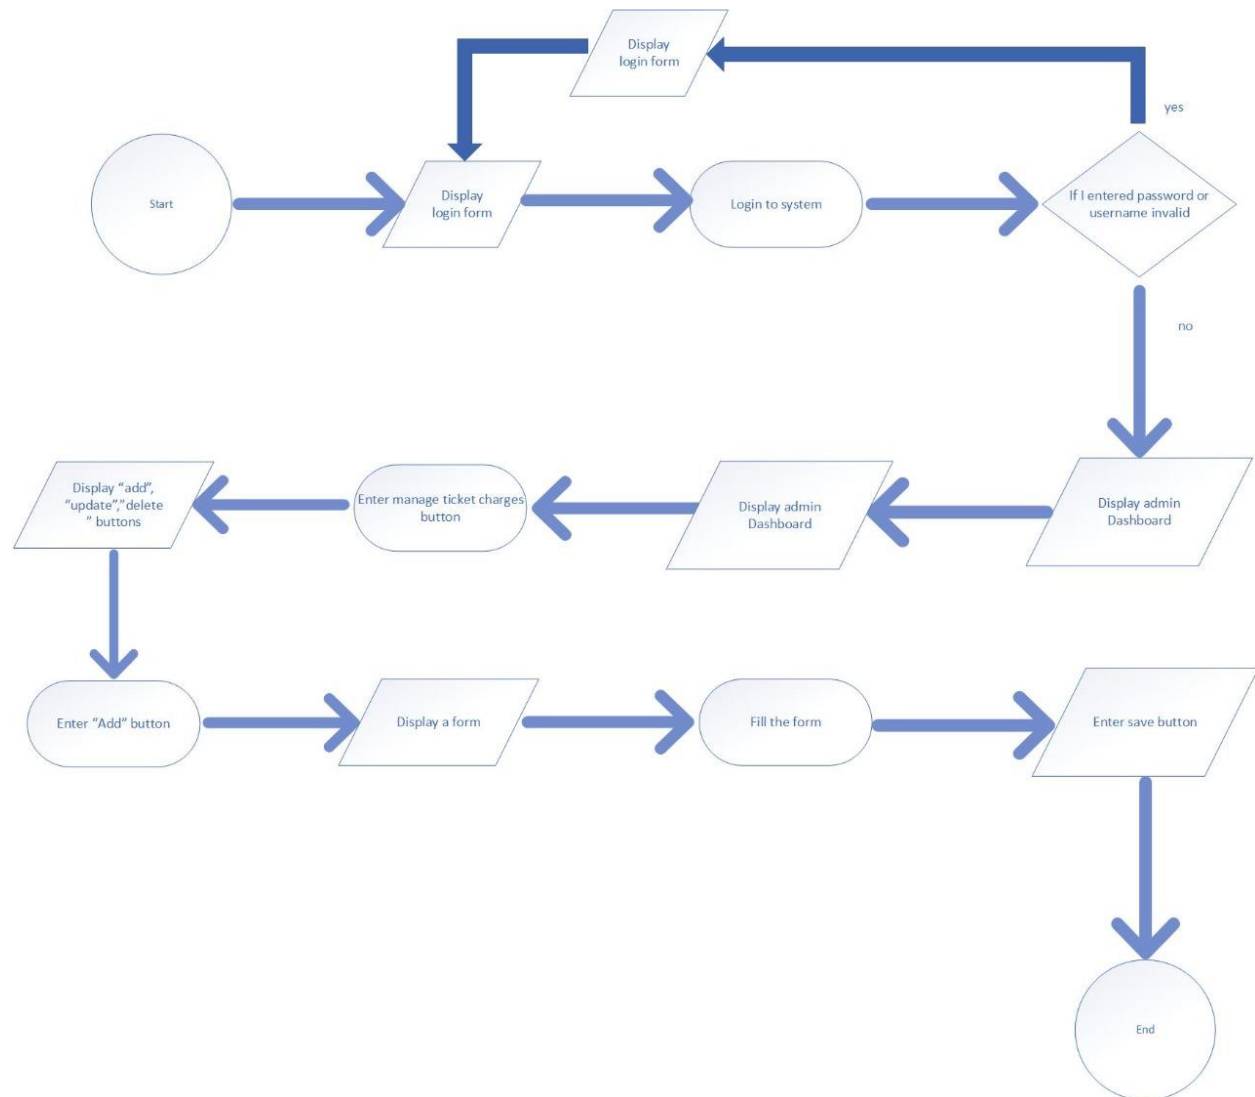 Display
login form
yes
Start
Display
login form
Login to system
If I entered password or
username invalid
no
Display “add”,
“update”,”delete
” buttons
Enter manage ticket charges
button
Display admin
Dashboard
Display admin
Dashboard
Enter “Add” button
Display a form
Fill the form
Enter save button
End